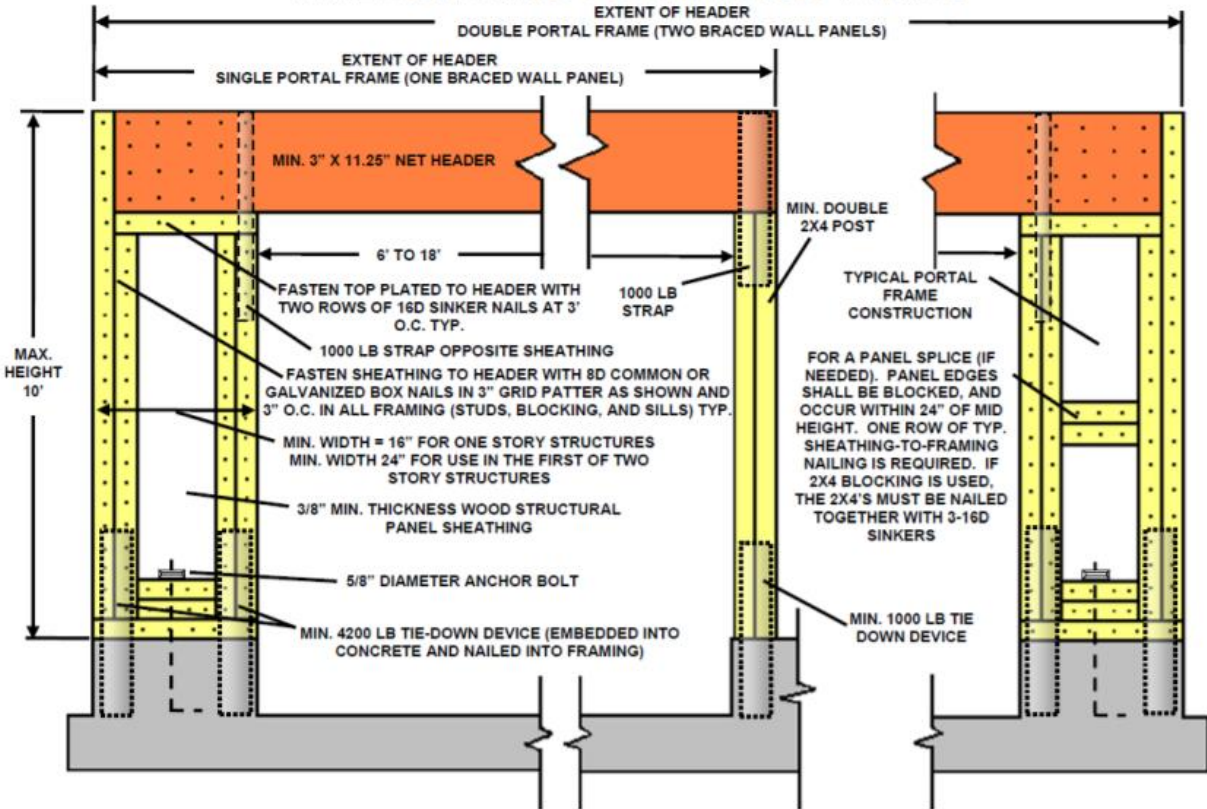 EXTENT OF HEADER
DOUBLE PORTAL FRAME (TWO BRACED WALL PANELS)
EXTENT OF HEADER
SINGLE PORTAL FRAME (ONE BRACED WALL PANEL)
MIN. 3" X 11.25" NET HEADER
MAX.
HEIGHT
10'
6' TO 18'
FASTEN TOP PLATED TO HEADER WITH
TWO ROWS OF 16D SINKER NAILS AT 3'
O.C. TYP.
1000 LB STRAP OPPOSITE SHEATHING
FASTEN SHEATHING TO HEADER WITH 8D COMMON OR
GALVANIZED BOX NAILS IN 3" GRID PATTER AS SHOWN AND
3" O.C. IN ALL FRAMING (STUDS, BLOCKING, AND SILLS) TYP.
MIN. WIDTH = 16" FOR ONE STORY STRUCTURES
MIN. WIDTH 24" FOR USE IN THE FIRST OF TWO
STORY STRUCTURES
3/8" MIN. THICKNESS WOOD STRUCTURAL
PANEL SHEATHING
5/8" DIAMETER ANCHOR BOLT
MIN. 4200 LB TIE-DOWN DEVICE (EMBEDDED INTO
CONCRETE AND NAILED INTO FRAMING)
1000 LB
STRAP
MIN. DOUBLE
2X4 POST
TYPICAL PORTAL
FRAME
CONSTRUCTION
FOR A PANEL SPLICE (IF
NEEDED). PANEL EDGES
SHALL BE BLOCKED, AND
OCCUR WITHIN 24" OF MID
HEIGHT. ONE ROW OF TYP.
SHEATHING-TO-FRAMING
NAILING IS REQUIRED. IF
2X4 BLOCKING IS USED,
THE 2X4'S MUST BE NAILED
TOGETHER WITH 3-16D
SINKERS
MIN. 1000 LB TIE
DOWN DEVICE